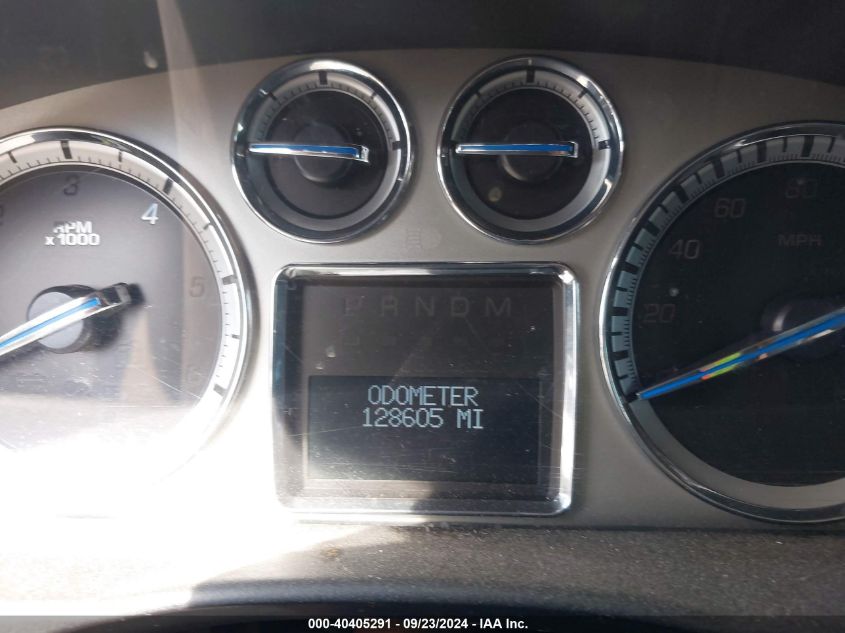 3
4
5
6
RPM
x1000
P R N D M
ODOMETER
128605 MI
20
40
60
80
MPH
000-40405291 - 09/23/2024 - IAA Inc.